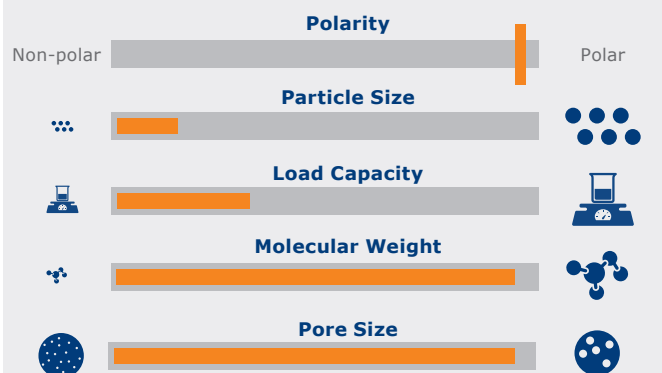 Polarity
Non-polar
Polar
Particle Size
Load Capacity
Molecular Weight
Pore Size